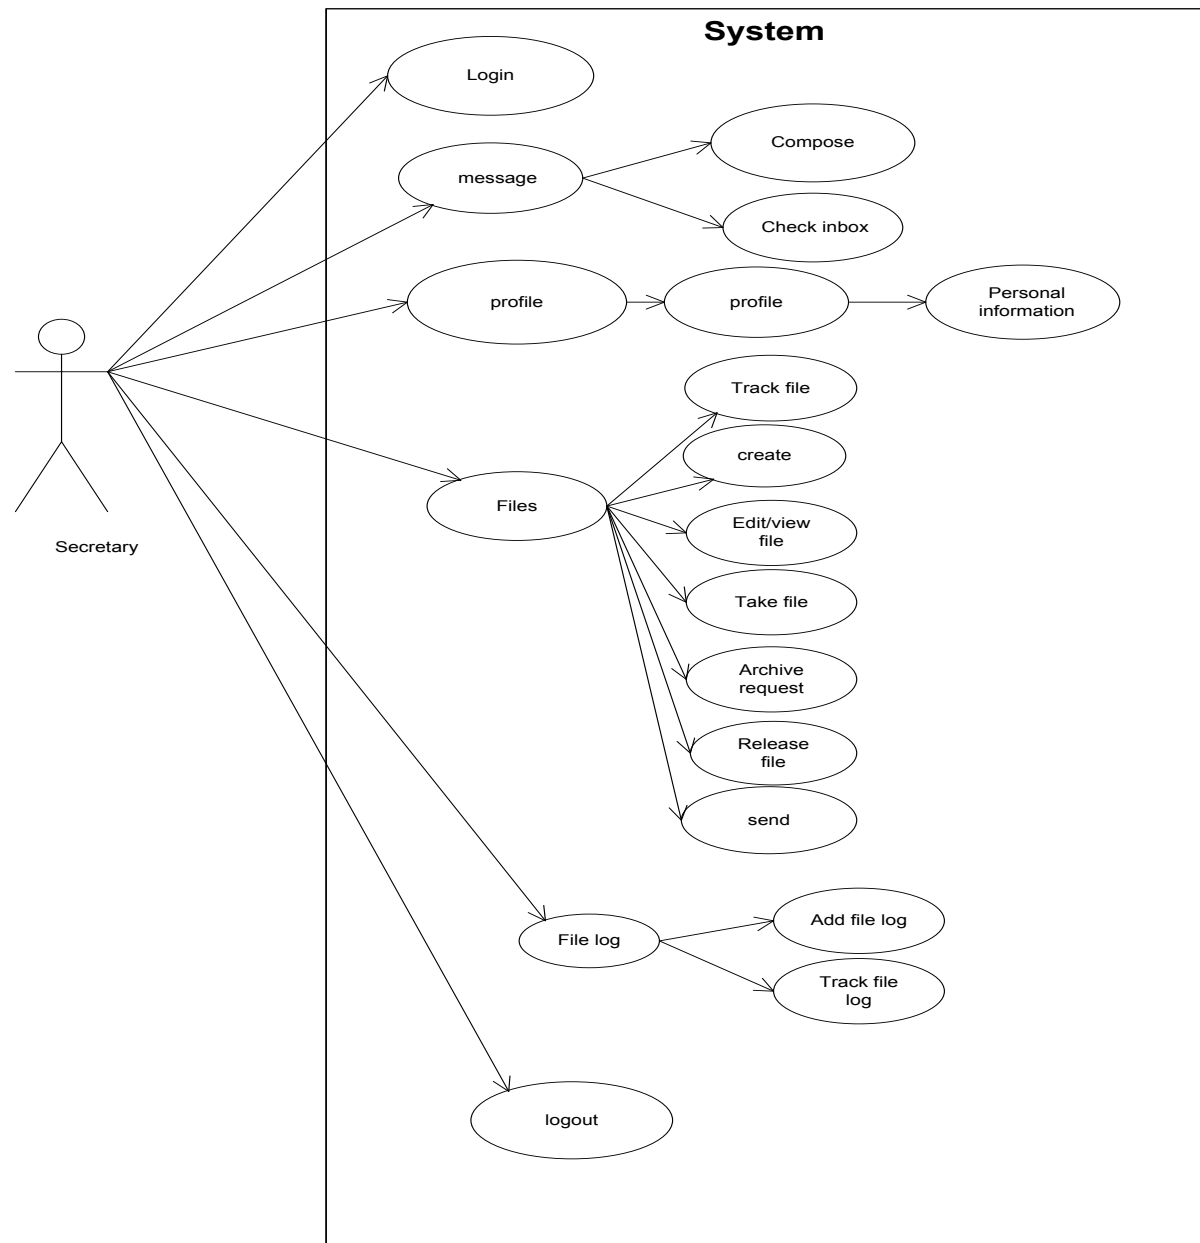 System
Login
Compose
message
Check inbox
profile
profile
Personal
information
Track file
create
Files
Edit/view
file
Secretary
Take file
Archive
request
Release
file
send
Add file log
File log
Track file
log
logout